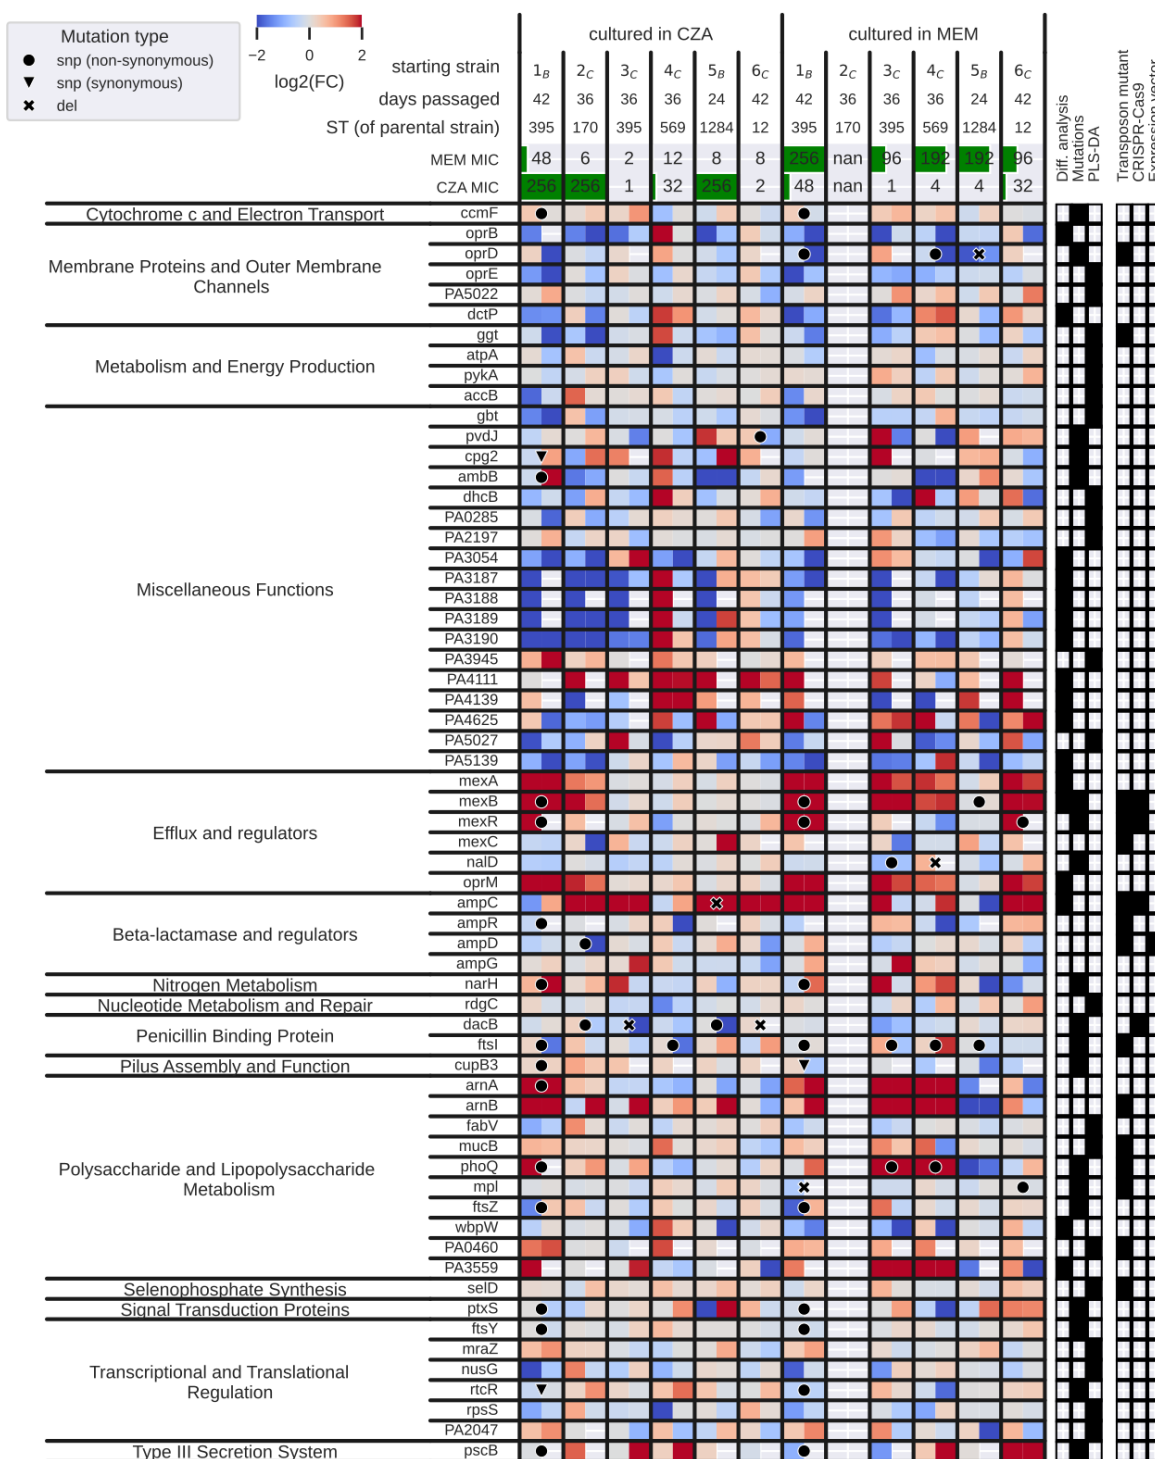 Mutation type
snp (non-synonymous)
snp (synonymous)
del
−2 0 2
log2(FC)
cultured in CZA cultured in MEM
starting strain 1B 2C 3C 4C 5B 6C 1B 2C 3C 4C 5B 6C
days passaged 42 36 36 36 24 42 42 36 36 36 24 42
ST (of parental strain) 395 170 395 569 1284 12 395 170 395 569 1284 12
MEM MIC 48 6 2 12 8 8 256 nan 96 192 192 96
CZA MIC 256 256 1 32 256 2 48 nan 1 4 4 32
Diff. analysis
Mutations
PLS-DA
Transposon mutant
CRISPR-Cas9
Expression vector
Cytochrome c and Electron Transport ccmF
oprB
oprD
Membrane Proteins and Outer Membrane
Channels
oprE
PA5022
dctP
ggt
atpA
Metabolism and Energy Production
pykA
accB
gbt
pvdJ
cpg2
ambB
dhcB
PA0285
PA2197
PA3054
PA3187
Miscellaneous Functions
PA3188
PA3189
PA3190
PA3945
PA4111
PA4139
PA4625
PA5027
PA5139
mexA
mexB
Efflux and regulators
mexR
mexC
nalD
oprM
ampC
ampR
Beta-lactamase and regulators
ampD
ampG
Nitrogen Metabolism narH
Nucleotide Metabolism and Repair rdgC
Penicillin Binding Protein
dacB
ftsI
Pilus Assembly and Function cupB3
arnA
arnB
fabV
mucB
Polysaccharide and Lipopolysaccharide
Metabolism
phoQ
mpl
ftsZ
wbpW
PA0460
PA3559
Selenophosphate Synthesis selD
Signal Transduction Proteins ptxS
ftsY
mraZ
Transcriptional and Translational
Regulation
nusG
rtcR
rpsS
PA2047
Type III Secretion System pscB